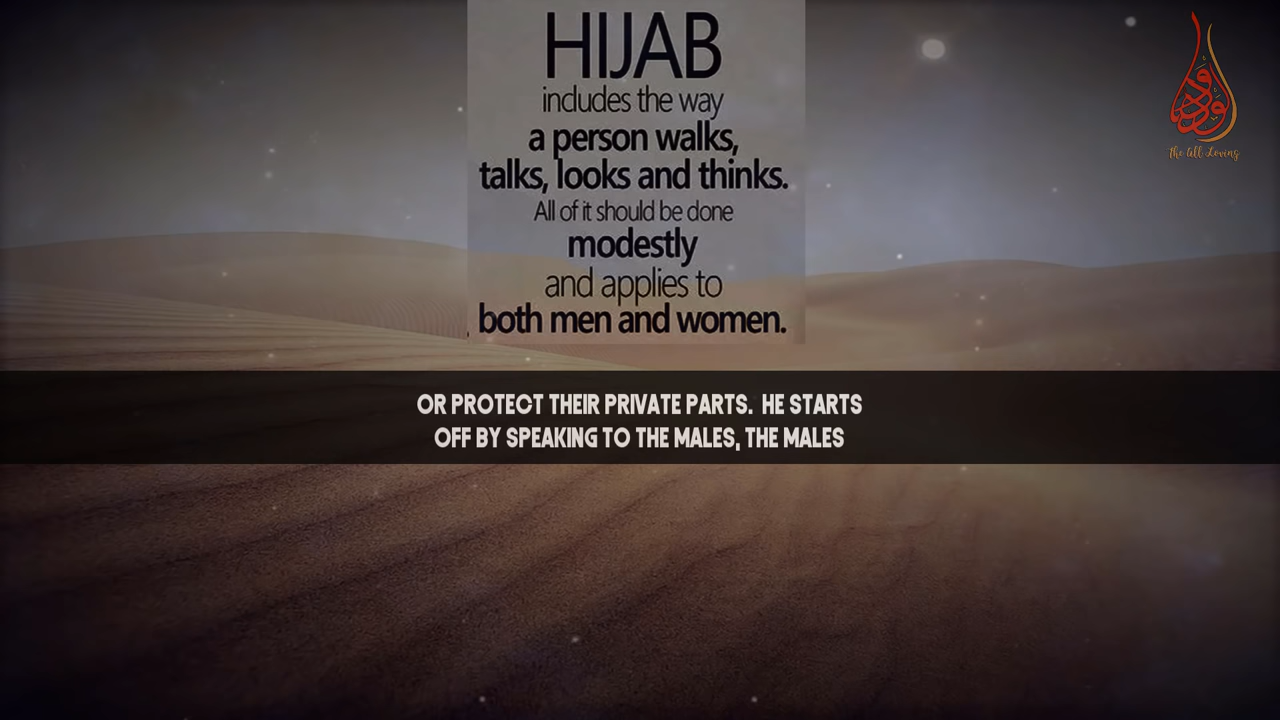 HIJAB
includes the way
a person walks,
talks, looks and thinks.
All of it should be done
modestly
and applies to
both men and women.
The All Loving
OR PROTECT THEIR PRIVATE PARTS. HE STARTS
OFF BY SPEAKING TO THE MALES, THE MALES